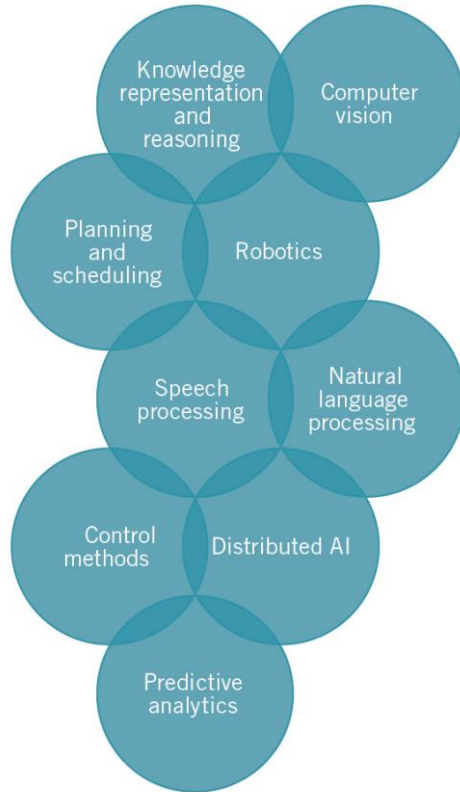 Knowledge
representation
and
reasoning
Computer
vision
Planning
and
scheduling
Robotics
Speech
processing
Natural
language
processing
Control
methods
Distributed AI
Predictive
analytics